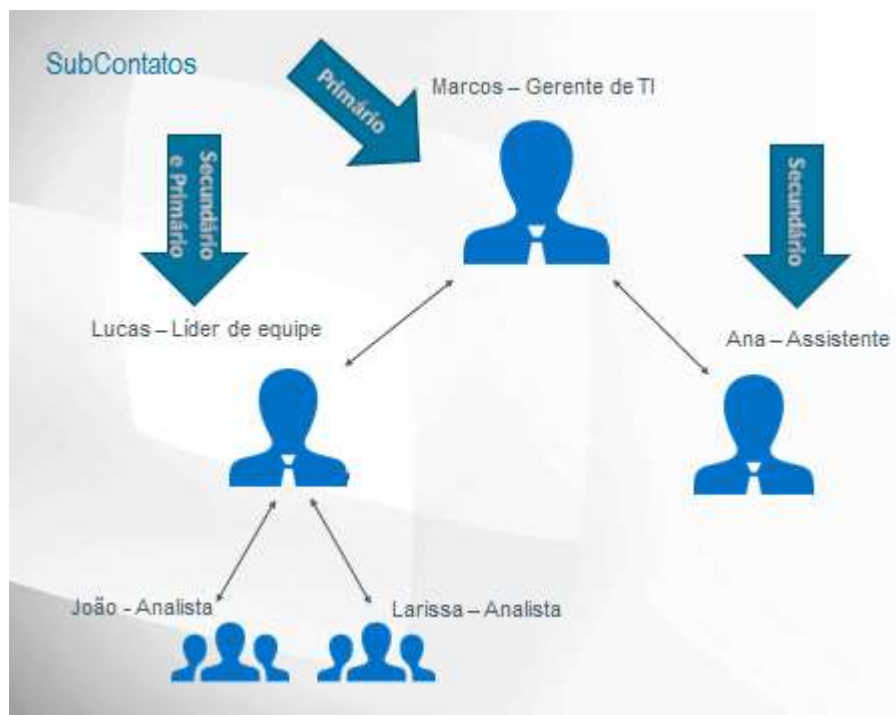 SubContatos
Primário
Marcos – Gerente de TI
Secundário
e Primário
Secundário
Lucas – Líder de equipe
Ana – Assistente
João - Analista
Larissa – Analista